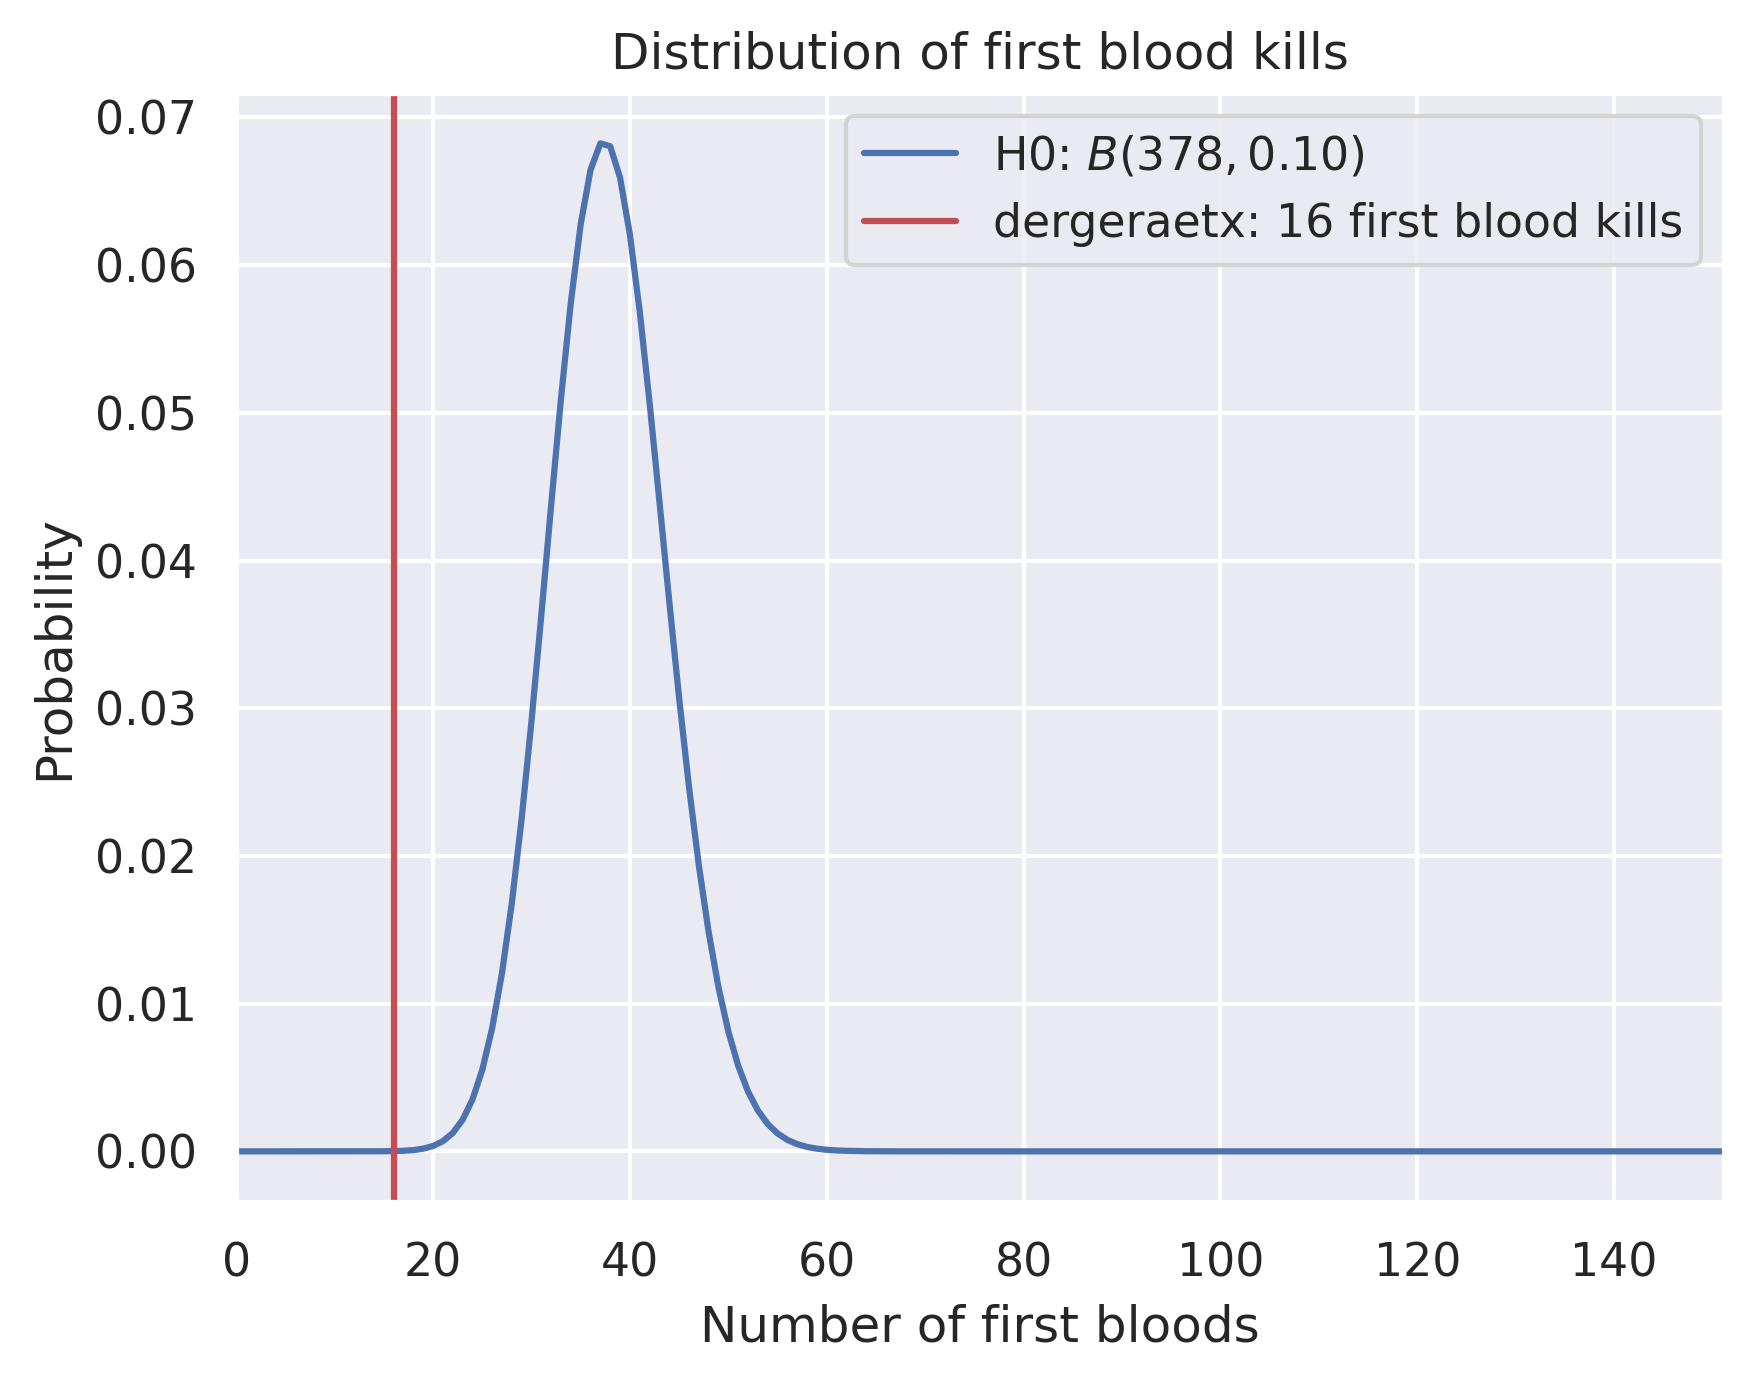 Distribution of first blood kills
H0: B(378, 0.10)
dergeraetx: 16 first blood kills
Probability
0.07
0.06
0.05
0.04
0.03
0.02
0.01
0.00
0 20 40 60 80 100 120 140
Number of first bloods